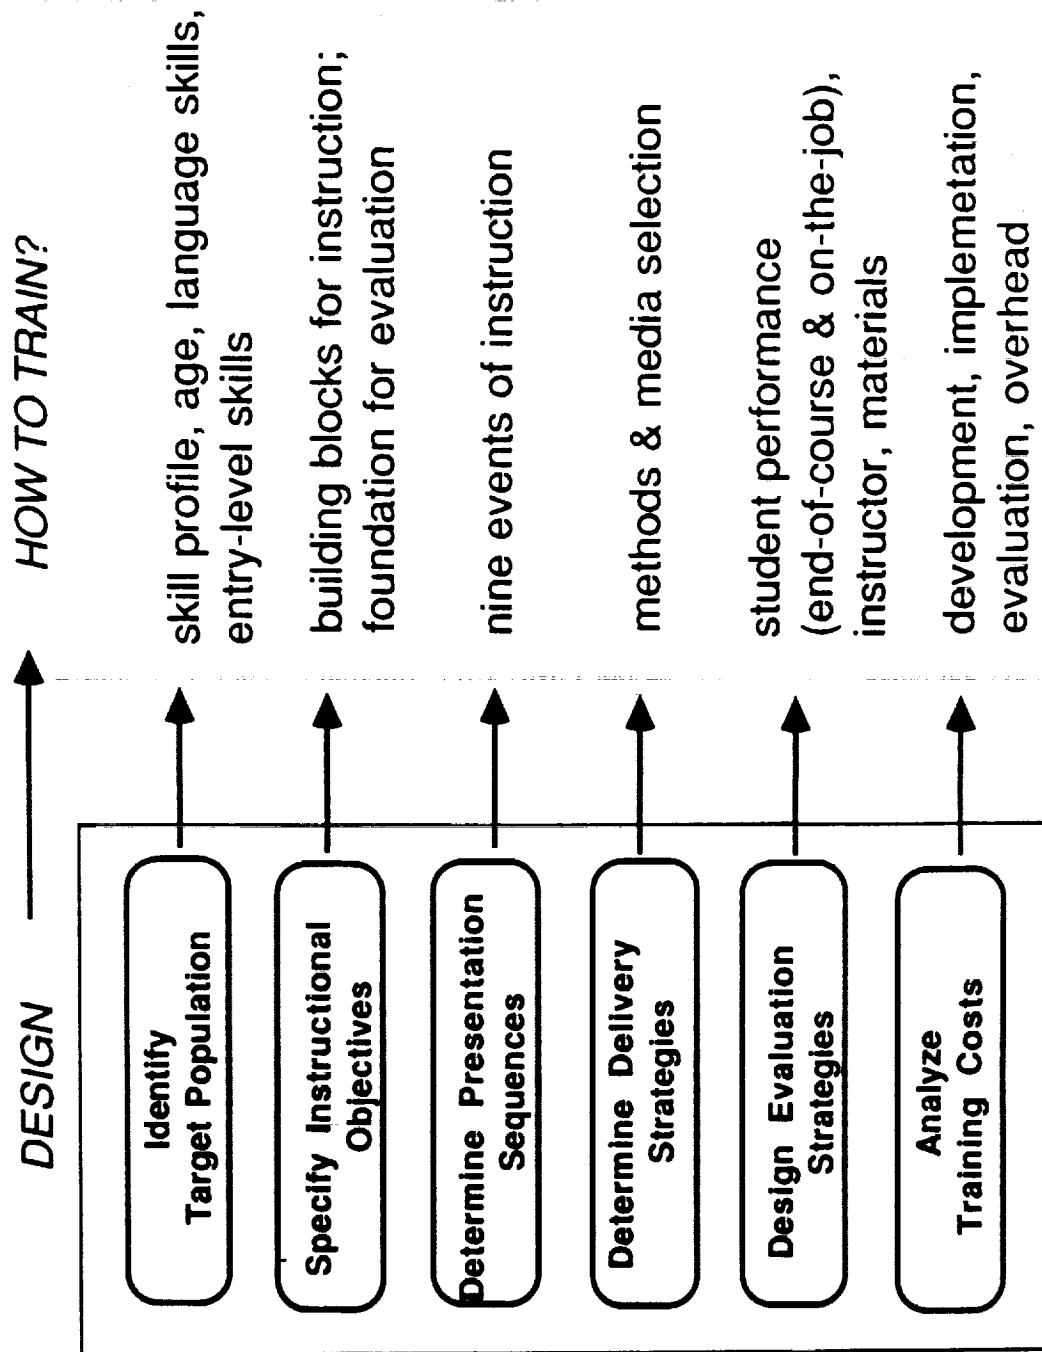 DESIGN
HOW TO TRAIN?
Identify
Target Population
skill profile, age, language skills,
entry-level skills
Specify Instructional
Objectives
building blocks for instruction;
foundation for evaluation
Determine Presentation
Sequences
nine events of instruction
Determine Delivery
Strategies
methods & media selection
Design Evaluation
Strategies
student performance
(end-of-course & on-the-job),
instructor, materials
Analyze
Training Costs
development, implemetation,
evaluation, overhead